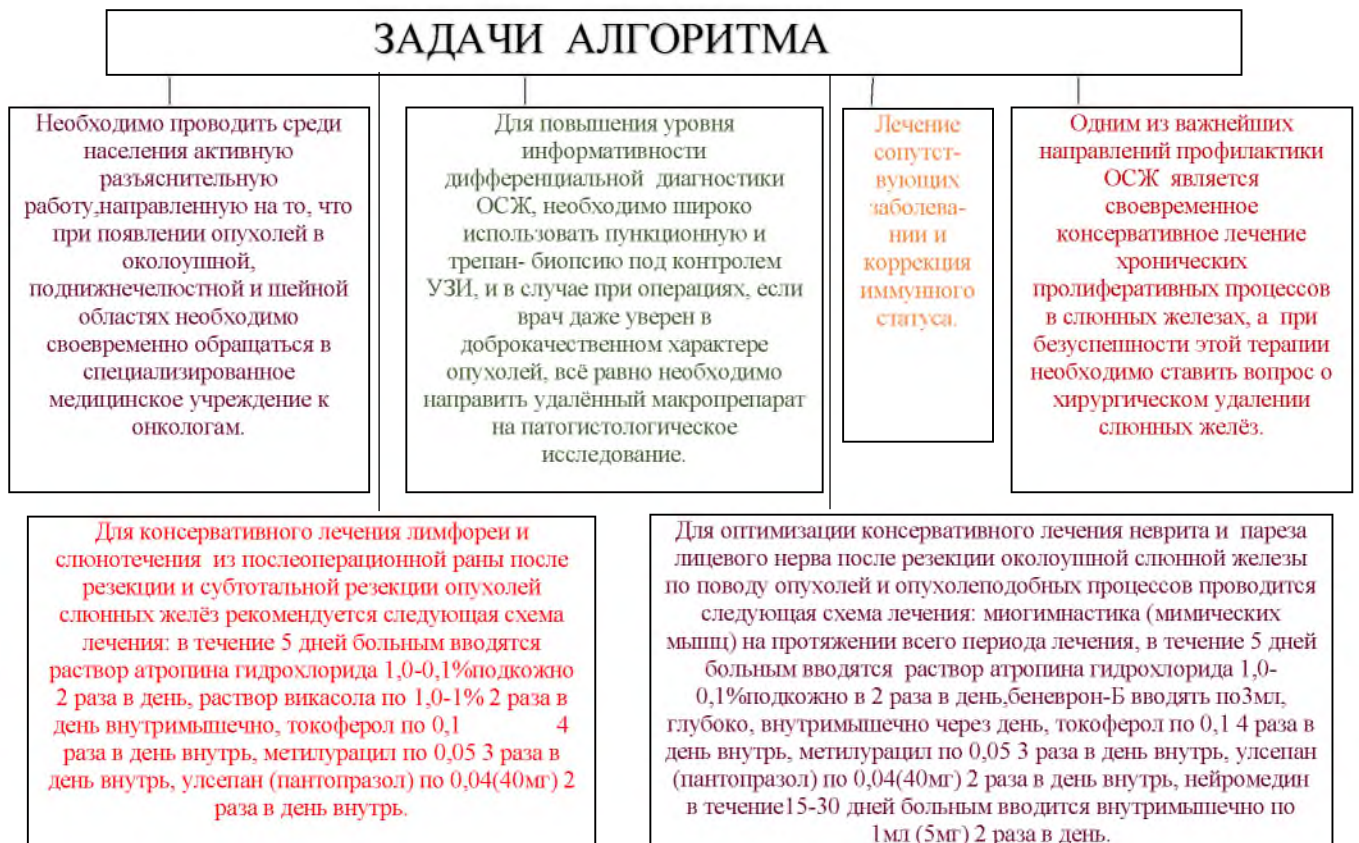 ЗАДАЧИ АЛГОРИТМА
Необходимо проводить среди
населения активную
разъяснительную
работу,направленную на то, что
при появлении опухолей в
околоушной,
поднижнечелюстной и шейной
областях необходимо
своевременно обращаться в
специализированное
медицинское учреждение к
онкологам.
Для повышения уровня
информативности
дифференциальной диагностики
ОСЖ, необходимо широко
использовать пункционную и
трепан- биопсию под контролем
УЗИ, и в случае при операциях, если
врач даже уверен в
доброкачественном характере
опухолей, всё равно необходимо
направить удалённый макропрепарат
на патогистологическое
исследование.
Лечение
сопутст-
вующих
заболева-
нии и
коррекция
иммунного
статуса.
Одним из важнейших
направлений профилактики
ОСЖ является
своевременное
консервативное лечение
хронических
пролиферативных процессов
в слюнных железах, а при
безуспешности этой терапии
необходимо ставить вопрос о
хирургическом удалении
слюнных желёз.
Для консервативного лечения лимфореи и
слюнотечения из послеоперационной раны после
резекции и субтотальной резекции опухолей
слюнных желёз рекомендуется следующая схема
лечения: в течение 5 дней больным вводятся
раствор атропина гидрохлорида 1,0-0,1%подкожно
2 раза в день, раствор викасола по 1,0-1% 2 раза в
день внутримышечно, токоферол по 0,1 4
раза в день внутрь, метилурацил по 0,05 3 раза в
день внутрь, улсепан (пантопразол) по 0,04(40мг) 2
раза в день внутрь.
Для оптимизации консервативного лечения неврита и пареза
лицевого нерва после резекции околоушной слюнной железы
по поводу опухолей и опухолеподобных процессов проводится
следующая схема лечения: миогимнастика (мимических
мышц) на протяжении всего периода лечения, в течение 5 дней
больным вводятся раствор атропина гидрохлорида 1,0-
0,1%подкожно в 2 раза в день,беневрон-Б вводять по3мл,
глубоко, внутримышечно через день, токоферол по 0,1 4 раза в
день внутрь, метилурацил по 0,05 3 раза в день внутрь, улсепан
(пантопразол) по 0,04(40мг) 2 раза в день внутрь, нейромедин
в течение15-30 дней больным вводится внутримышечно по
1мл (5мг) 2 раза в день.